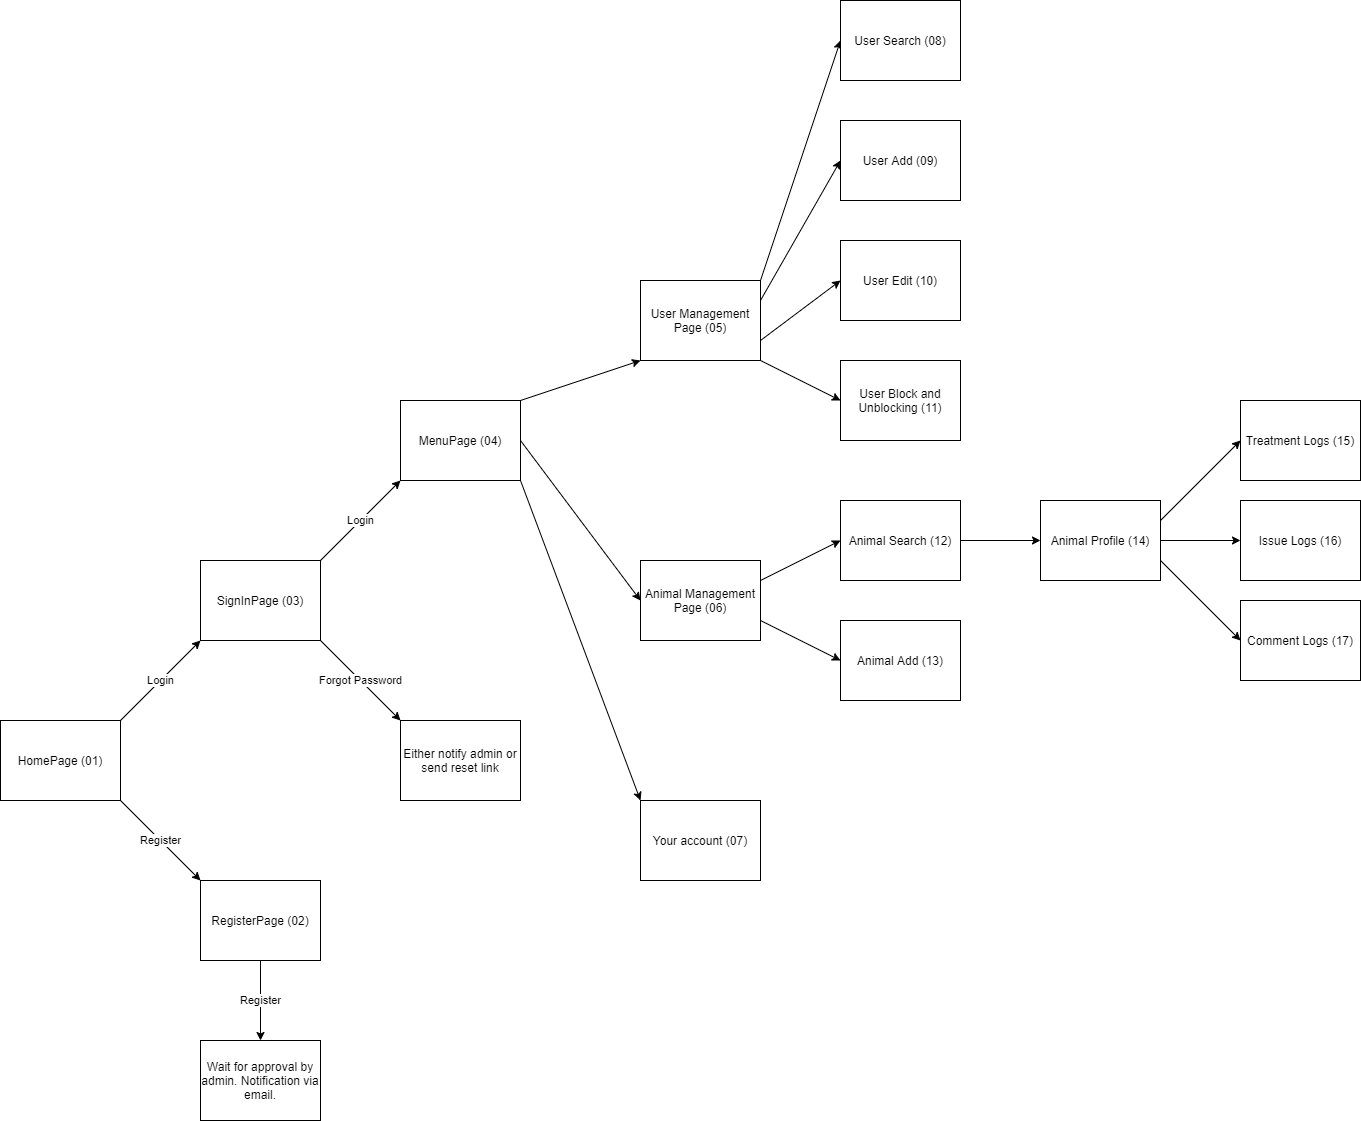 User Search (08)
User Add (09)
User Edit (10)
User Management
Page (05)
User Block and
Unblocking (11)
MenuPage (04)
Treatment Logs (15)
Login
Animal Search (12)
Animal Profile (14)
Issue Logs (16)
SignInPage (03)
Animal Management
Page (06)
Comment Logs (17)
Animal Add (13)
Login
Forgot Password
HomePage (01)
Either notify admin or
send reset link
Register
Your account (07)
RegisterPage (02)
Register
Wait for approval by
admin. Notification via
email.